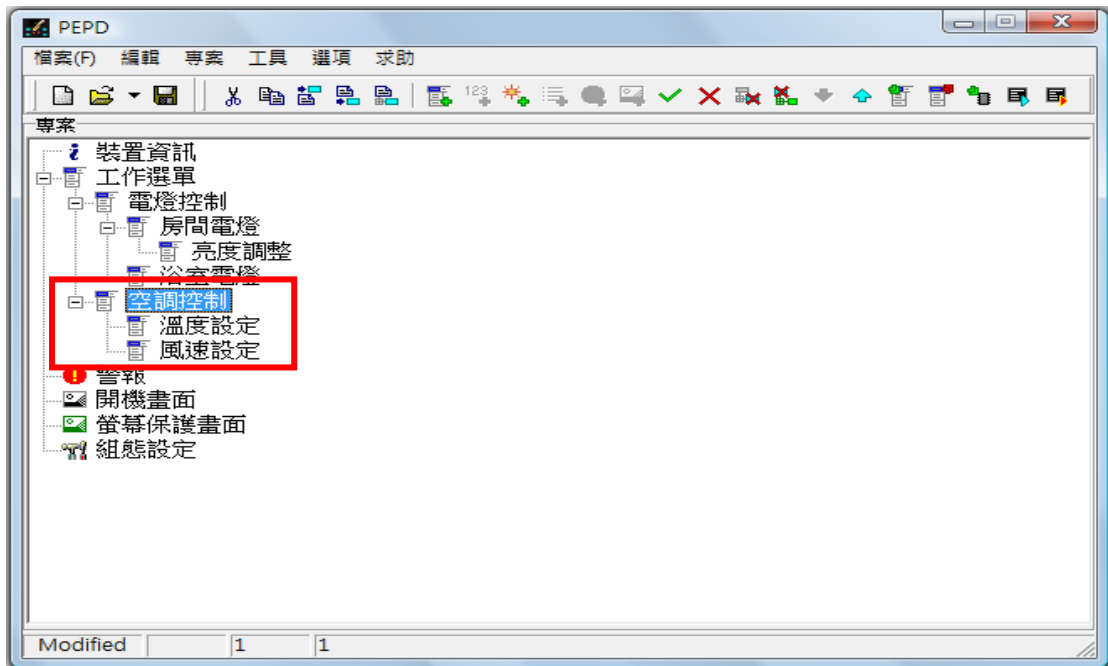 PEPD
檔案(F) 編輯 專案 工具 選項 求助
123
專案
裝置資訊
工作選單
電燈控制
房間電燈
亮度調整
浴室電燈
空調控制
溫度設定
風速設定
警報
開機畫面
螢幕保護畫面
組態設定
Modified 1 1